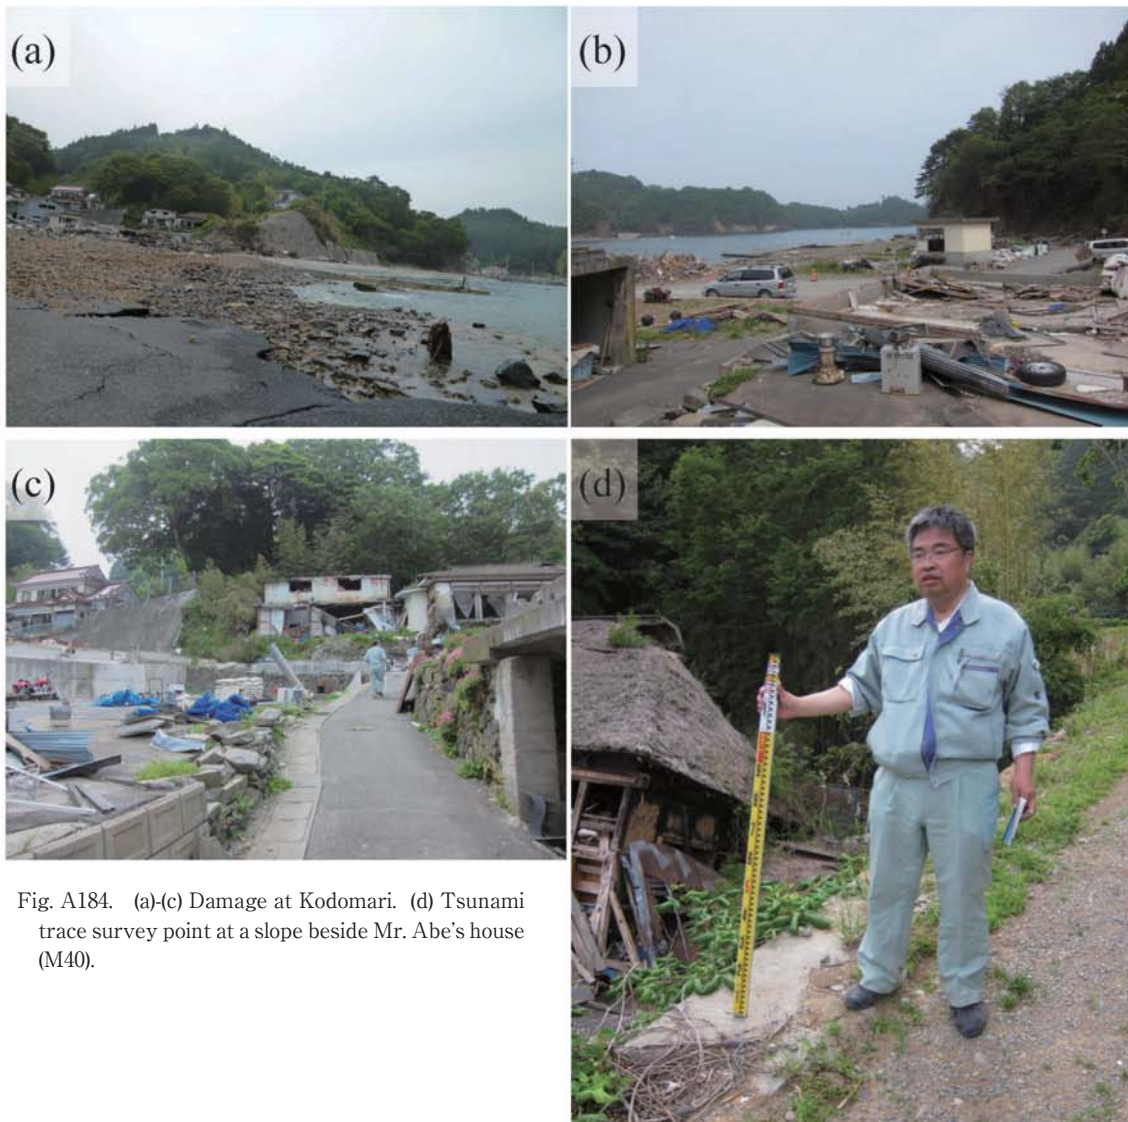 (a)
(b)
(c)
(d)
Fig. A184. (a)-(c) Damage at Kodomari. (d) Tsunami
trace survey point at a slope beside Mr. Abe's house
(M40).